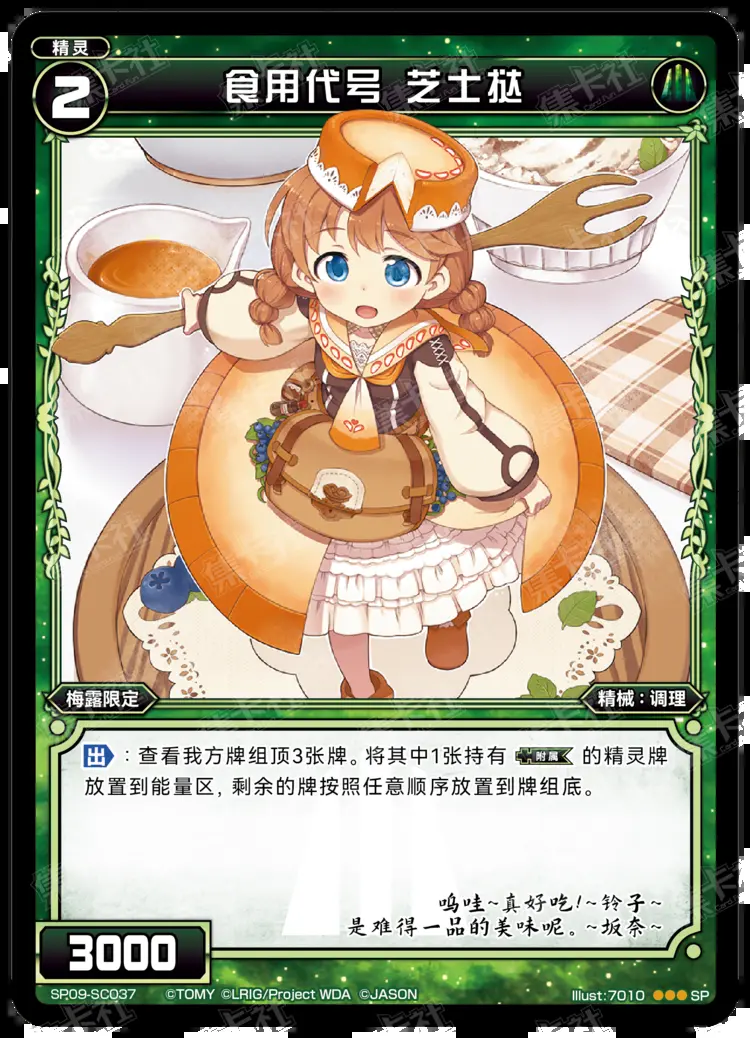 精灵
2
食用代号 芝士挞
梅露限定
精械：调理
出：查看我方牌组顶3张牌。将其中1张持有 附属 的精灵牌
放置到能量区，剩余的牌按照任意顺序放置到牌组底。
呜哇~真好吃!~铃子~
是难得一品的美味呢。~坂奈~
3000
SP09-SC037 ©TOMY ©LRIG/Project WDA ©JASON
Illust:7010 SP
集卡社